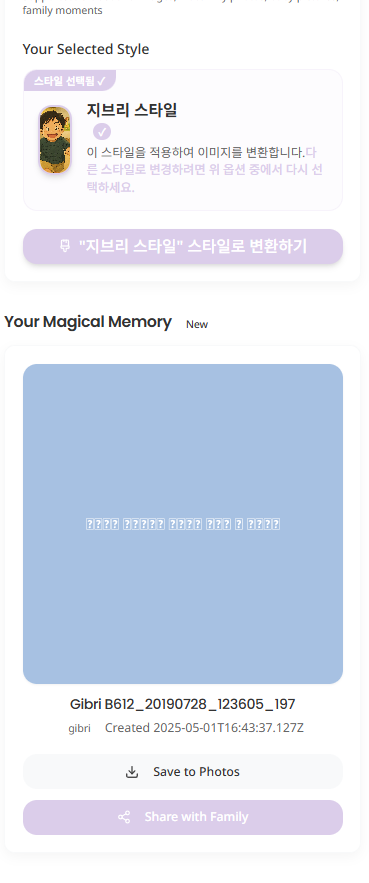 family moments
Your Selected Style
스타일 선택됨 ✓
지브리 스타일
이 스타일을 적용하여 이미지를 변환합니다.다
른 스타일로 변경하려면 위 옵션 중에서 다시 선
택하세요.
"지브리 스타일" 스타일로 변환하기
Your Magical Memory New
Gibri B612_20190728_123605_197
gibri Created 2025-05-01T16:43:37.127Z
Save to Photos
Share with Family